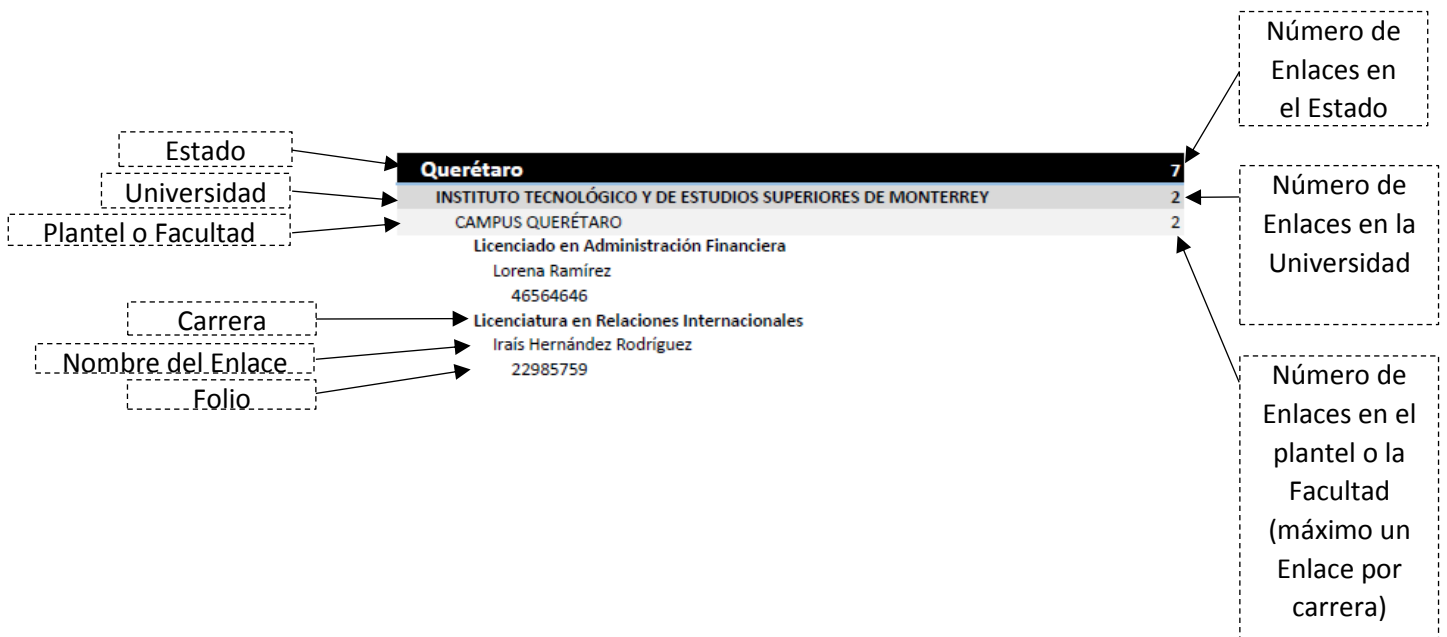 Número de
Enlaces en
el Estado
Estado
Querétaro 7
Universidad
INSTITUTO TECNOLÓGICO Y DE ESTUDIOS SUPERIORES DE MONTERREY 2
Número de
Enlaces en la
Universidad
Plantel o Facultad
CAMPUS QUERÉTARO 2
Licenciado en Administración Financiera
Lorena Ramírez
46564646
Carrera
Licenciatura en Relaciones Internacionales
Nombre del Enlace
Iraís Hernández Rodríguez
Folio
22985759
Número de
Enlaces en el
plantel o la
Facultad
(máximo un
Enlace por
carrera)